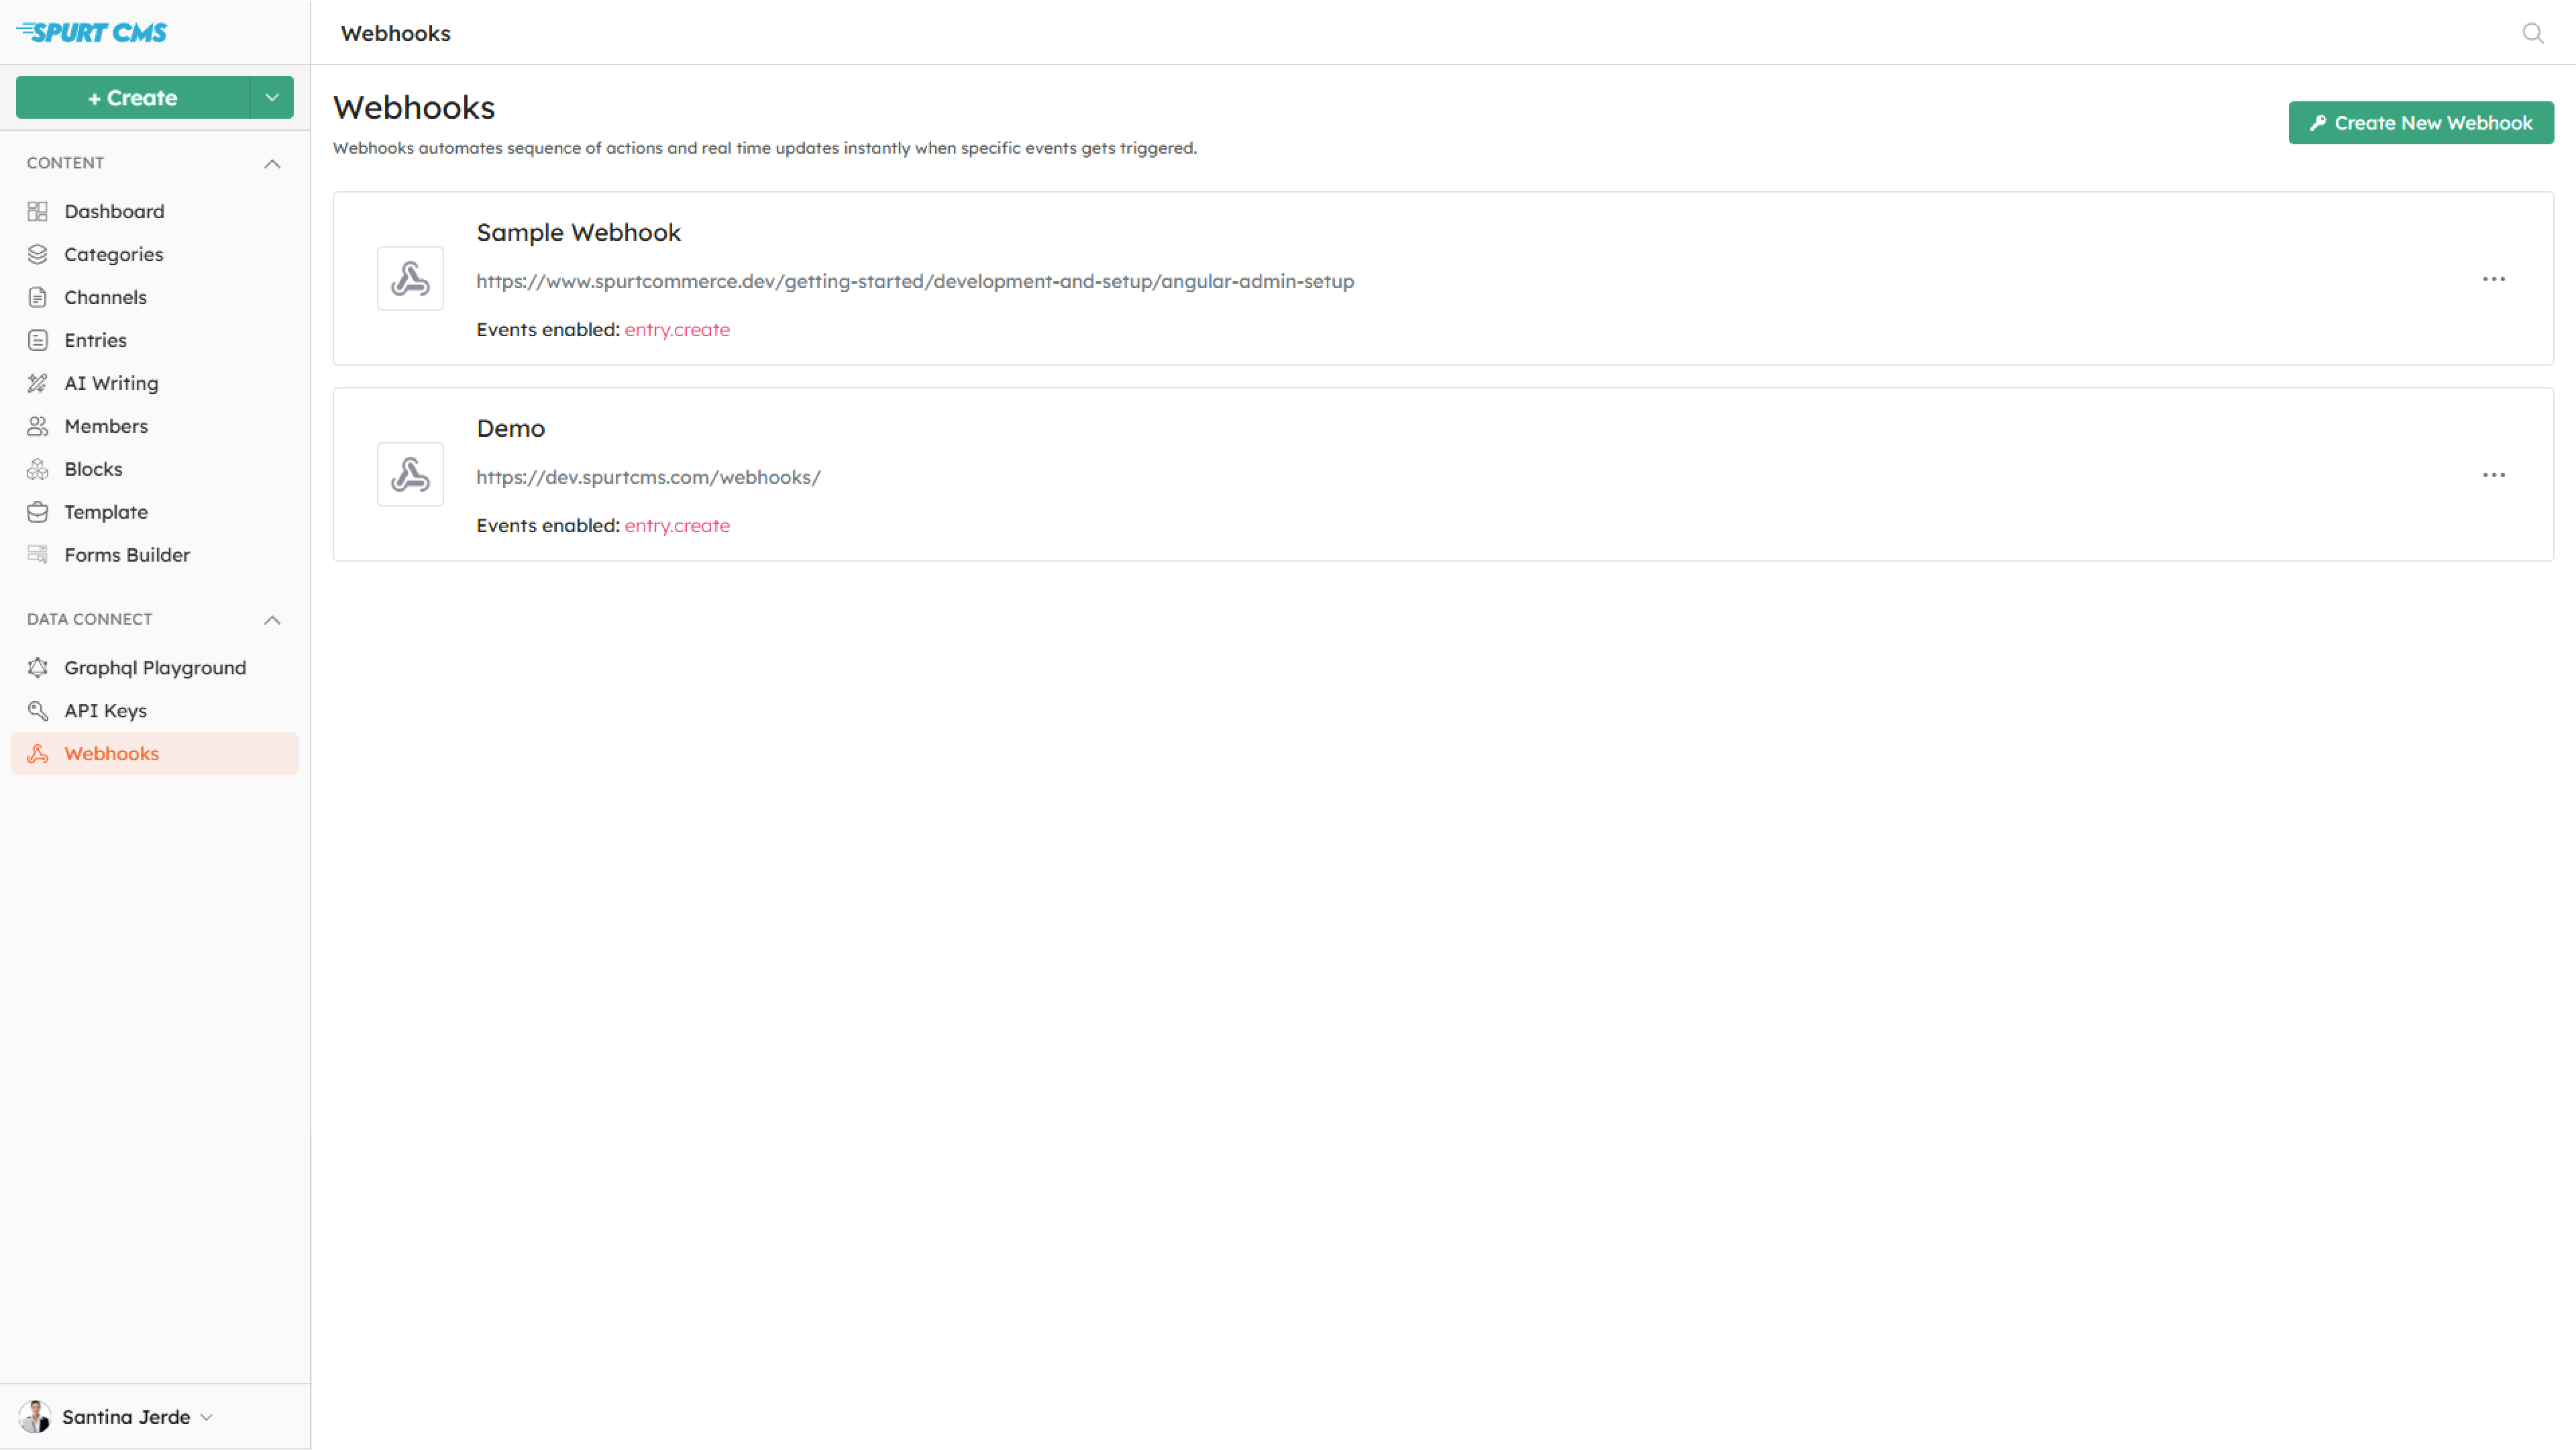 SPURT CMS
Webhooks
+ Create
CONTENT
Dashboard
Categories
Channels
Entries
AI Writing
Members
Blocks
Template
Forms Builder
DATA CONNECT
Graphql Playground
API Keys
Webhooks
Santina Jerde
Webhooks
Webhooks automates sequence of actions and real time updates instantly when specific events gets triggered.
Create New Webhook
Sample Webhook
https://www.spurtcommerce.dev/getting-started/development-and-setup/angular-admin-setup
Events enabled: entry.create
Demo
https://dev.spurtcms.com/webhooks/
Events enabled: entry.create